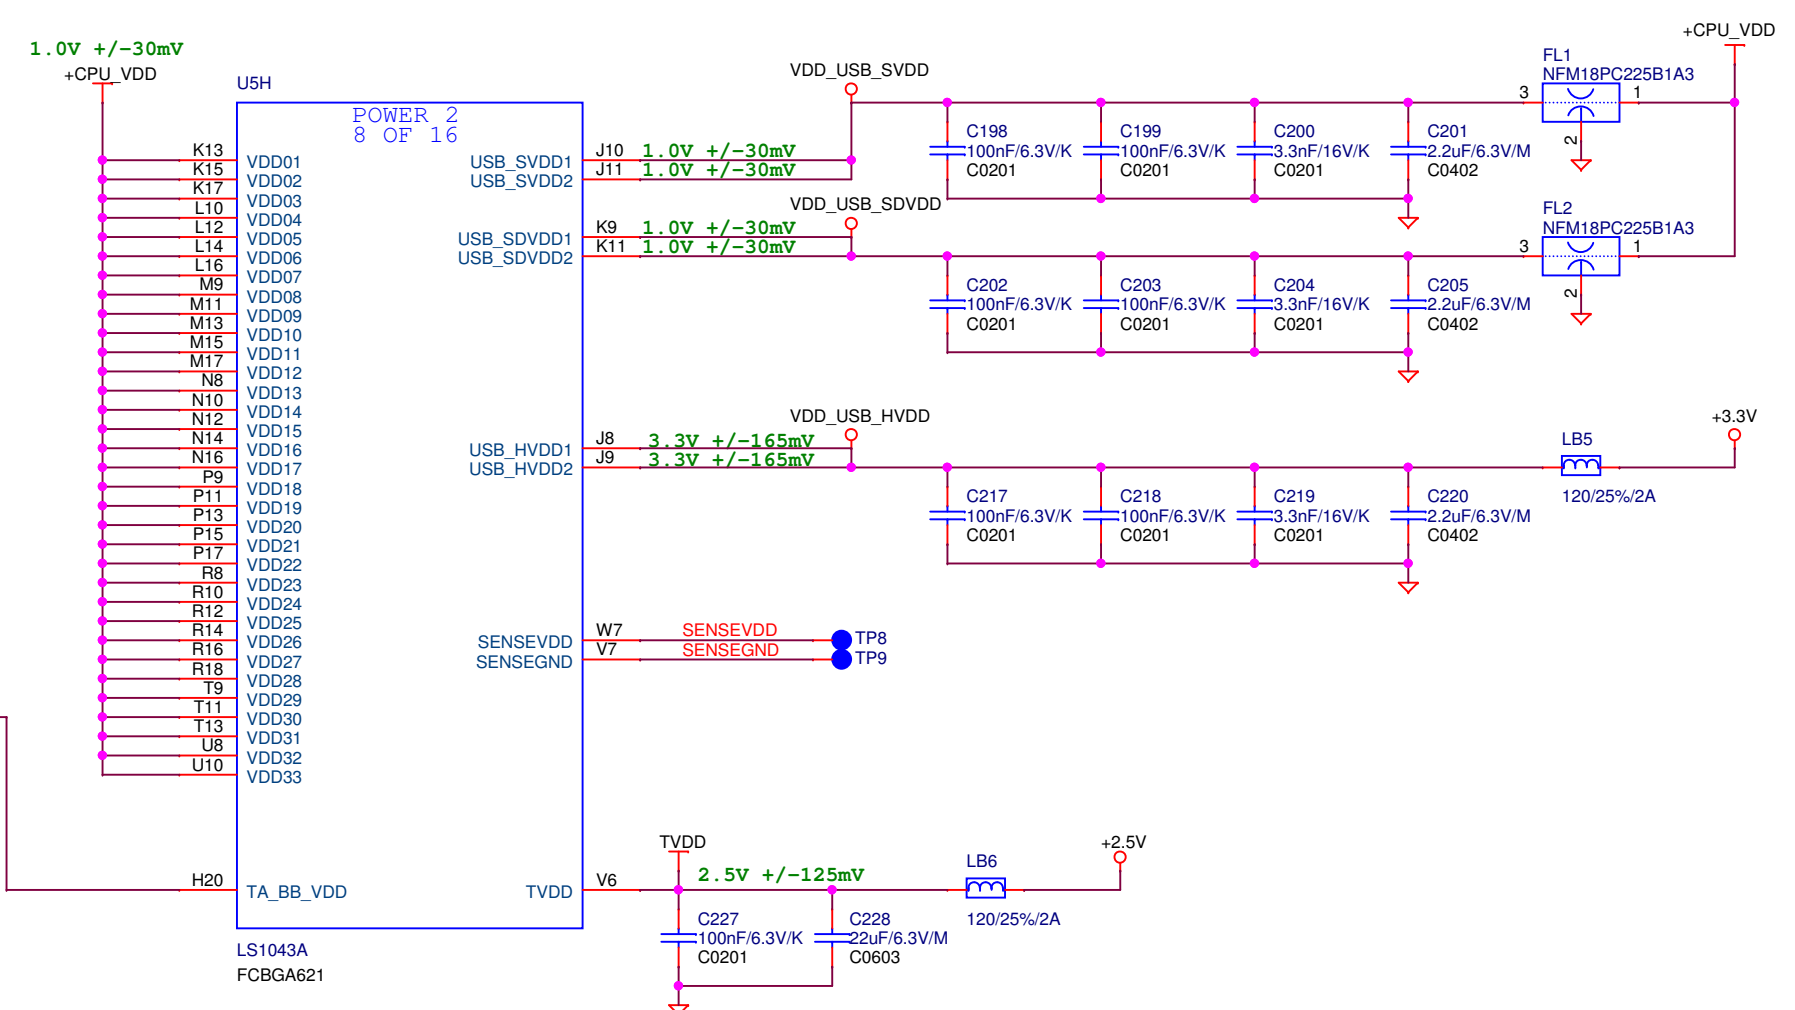 1.0V +/-30mV
+CPU_VDD
U5H
POWER 2
8 OF 16
K13 VDD01
K15 VDD02
K17 VDD03
L10 VDD04
L12 VDD05
L14 VDD06
L16 VDD07
M9 VDD08
M11 VDD09
M13 VDD10
M15 VDD11
M17 VDD12
N8 VDD13
N10 VDD14
N12 VDD15
N14 VDD16
N16 VDD17
P9 VDD18
P11 VDD19
P13 VDD20
P15 VDD21
P17 VDD22
R8 VDD23
R10 VDD24
R12 VDD25
R14 VDD26
R16 VDD27
R18 VDD28
T9 VDD29
T11 VDD30
T13 VDD31
U8 VDD32
U10 VDD33
H20 TA_BB_VDD
LS1043A
FCBGA621
USB_SVDD1 J10 1.0V +/-30mV
USB_SVDD2 J11 1.0V +/-30mV
USB_SDVDD1 K9 1.0V +/-30mV
USB_SDVDD2 K11 1.0V +/-30mV
USB_HVDD1 J8 3.3V +/-165mV
USB_HVDD2 J9 3.3V +/-165mV
SENSEVDD W7 SENSEVDD TP8
SENSEGND V7 SENSEGND TP9
TVDD V6 2.5V +/-125mV
VDD_USB_SVDD
C198
100nF/6.3V/K
C0201
C199
100nF/6.3V/K
C0201
C200
3.3nF/16V/K
C0201
C201
2.2uF/6.3V/M
C0402
FL1
NFM18PC225B1A3
3 1
2
+CPU_VDD
VDD_USB_SDVDD
C202
100nF/6.3V/K
C0201
C203
100nF/6.3V/K
C0201
C204
3.3nF/16V/K
C0201
C205
2.2uF/6.3V/M
C0402
FL2
NFM18PC225B1A3
3 1
2
VDD_USB_HVDD
C217
100nF/6.3V/K
C0201
C218
100nF/6.3V/K
C0201
C219
3.3nF/16V/K
C0201
C220
2.2uF/6.3V/M
C0402
LB5
120/25%/2A
+3.3V
TVDD
C227
100nF/6.3V/K
C0201
C228
22uF/6.3V/M
C0603
LB6
120/25%/2A
+2.5V